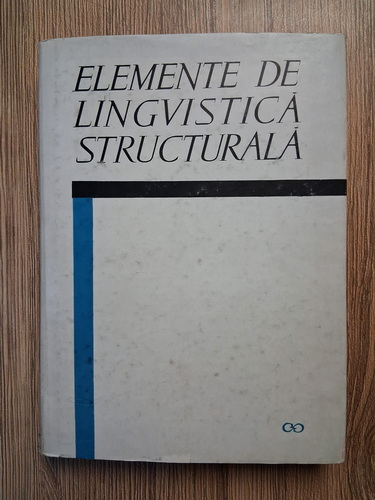 ELEMENTE DE
LINGVISTICĂ
STRUCTURALĂ